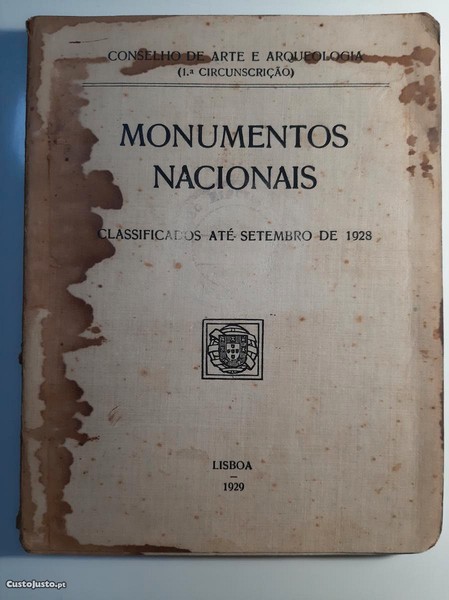 CONSELHO DE ARTE E ARQUEOLOGIA
(1.ª CIRCUNSCRIÇÃO)
MONUMENTOS
NACIONAIS
CLASSIFICADOS ATÉ SETEMBRO DE 1928
LISBOA
1929
CustoJusto.pt